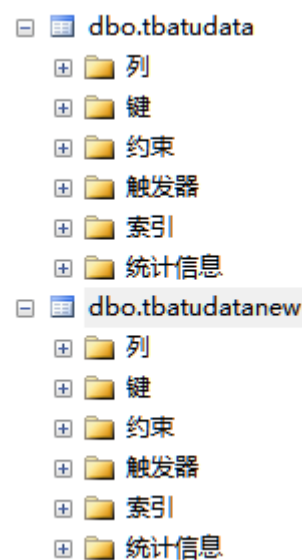 dbo.tbatudata
列
键
约束
触发器
索引
统计信息
dbo.tbatudatanew
列
键
约束
触发器
索引
统计信息